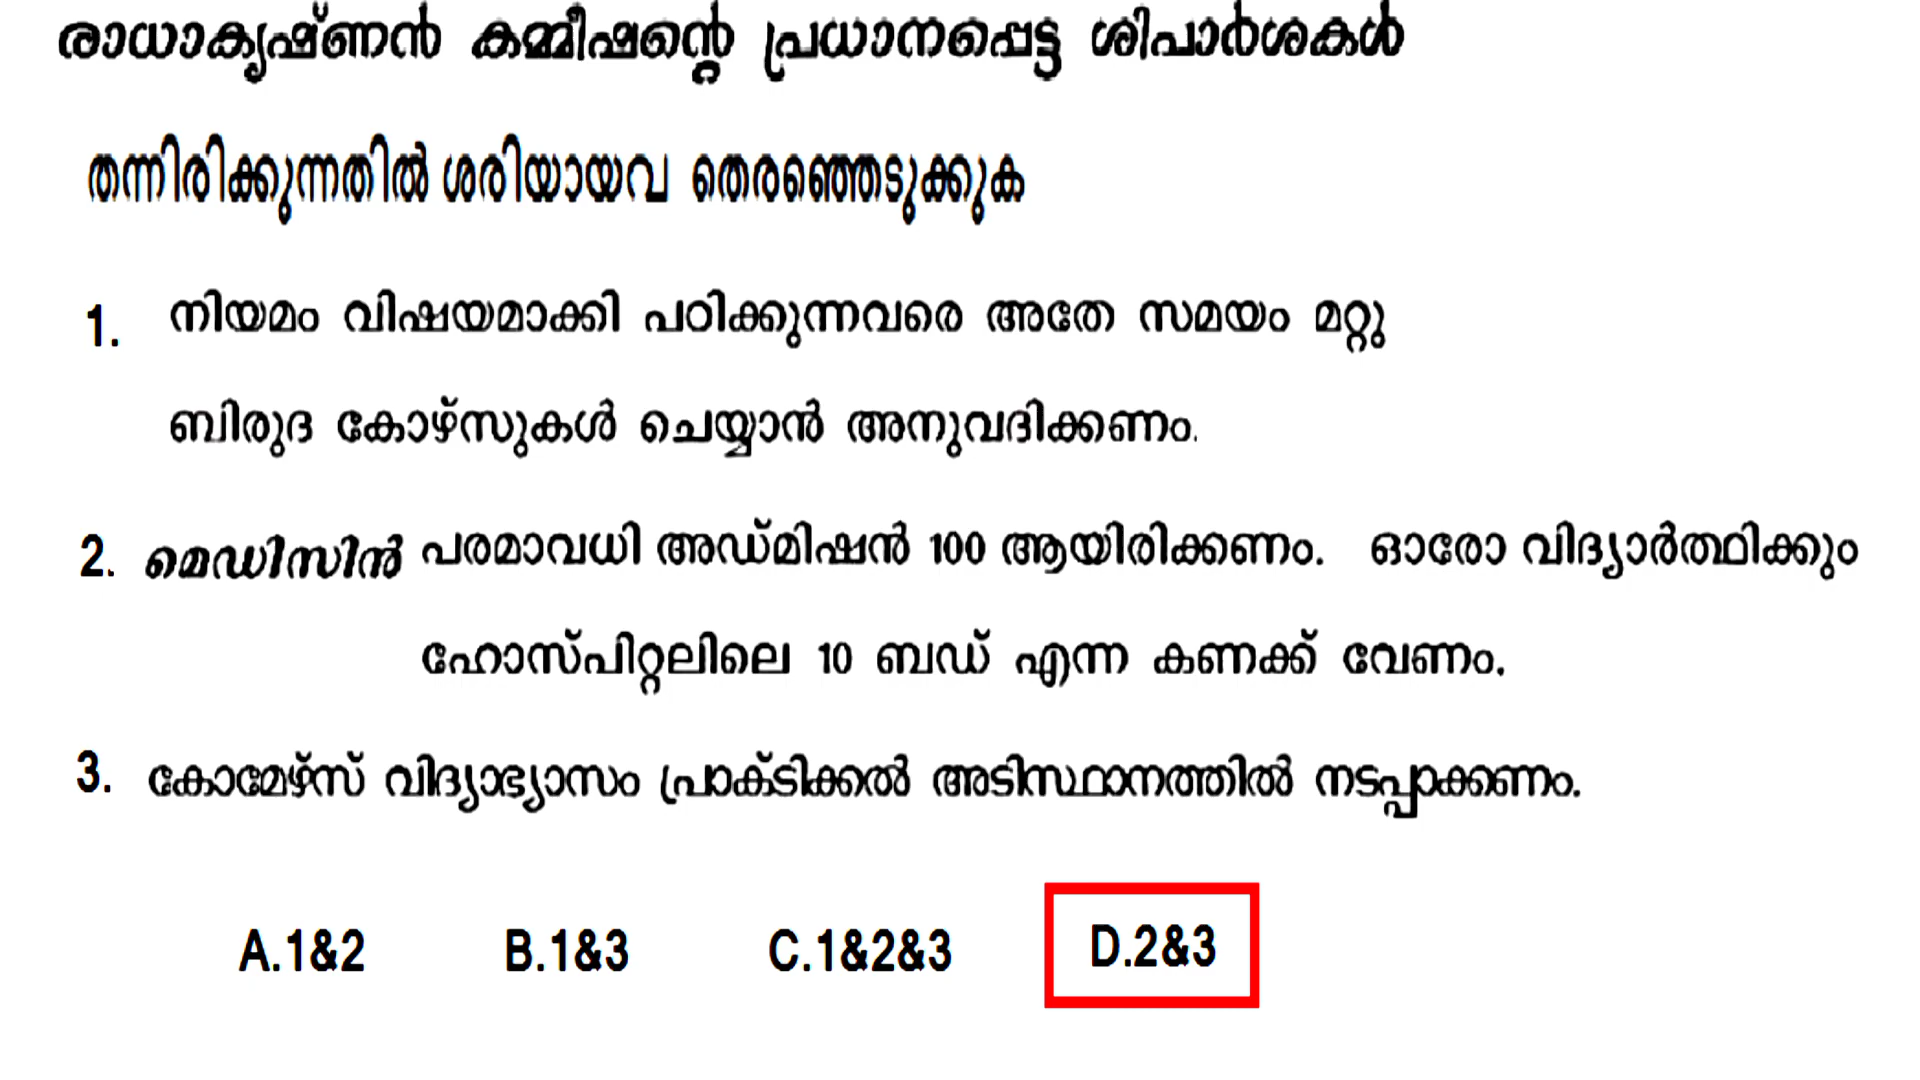 രാധാകൃഷ്ണൻ കമ്മീഷന്റെ പ്രധാനപ്പെട്ട ശിപാർശകൾ
തന്നിരിക്കുന്നതിൽ ശരിയായവ തെരഞ്ഞെടുക്കുക
1. നിയമം വിഷയമാക്കി പഠിക്കുന്നവരെ അതേ സമയം മറ്റു
ബിരുദ കോഴ്സുകൾ ചെയ്യാൻ അനുവദിക്കണം.
2. മെഡിസിൻ പരമാവധി അഡ്മിഷൻ 100 ആയിരിക്കണം. ഓരോ വിദ്യാർത്ഥിക്കും
ഹോസ്പിറ്റലിലെ 10 ബഡ് എന്ന കണക്ക് വേണം.
3. കോമേഴ്സ് വിദ്യാഭ്യാസം പ്രാക്ടിക്കൽ അടിസ്ഥാനത്തിൽ നടപ്പാക്കണം.
A.1&2 B.1&3 C.1&2&3 D.2&3